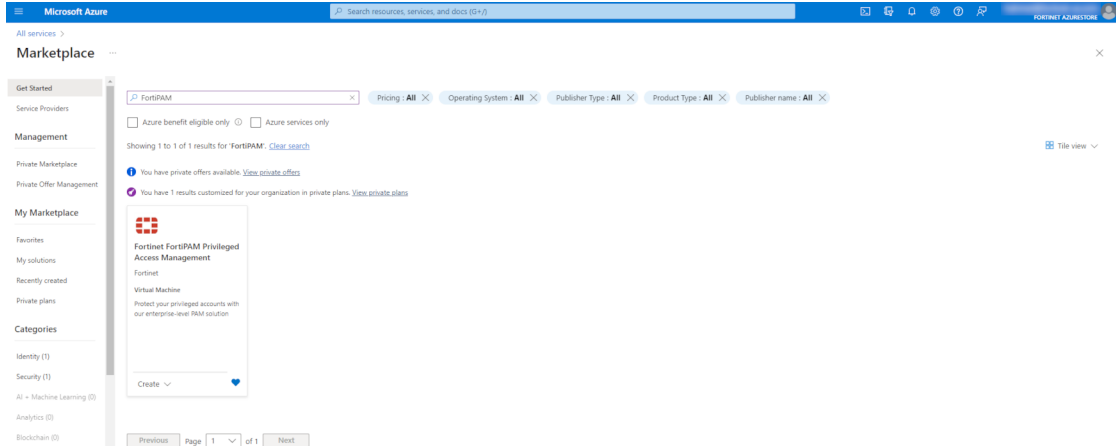 Microsoft Azure
Search resources, services, and docs (G+/)
FORTINET AZURESTORE
All services >
Marketplace ...
Get Started
Service Providers
Management
Private Marketplace
Private Offer Management
My Marketplace
Favorites
My solutions
Recently created
Private plans
Categories
Identity (1)
Security (1)
AI + Machine Learning (0)
Analytics (0)
Blockchain (0)
FortiPAM
Pricing : All
Operating System : All
Publisher Type : All
Product Type : All
Publisher name : All
Azure benefit eligible only
Azure services only
Showing 1 to 1 of 1 results for 'FortiPAM'. Clear search
Tile view
You have private offers available. View private offers
You have 1 results customized for your organization in private plans. View private plans
Fortinet FortiPAM Privileged
Access Management
Fortinet
Virtual Machine
Protect your privileged accounts with
our enterprise-level PAM solution
Create
Previous Page 1 of 1 Next